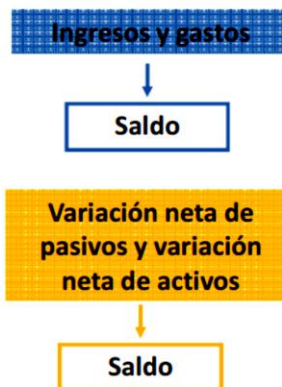 Ingresos y gastos
Saldo
Variación neta de
pasivos y variación
neta de activos
Saldo